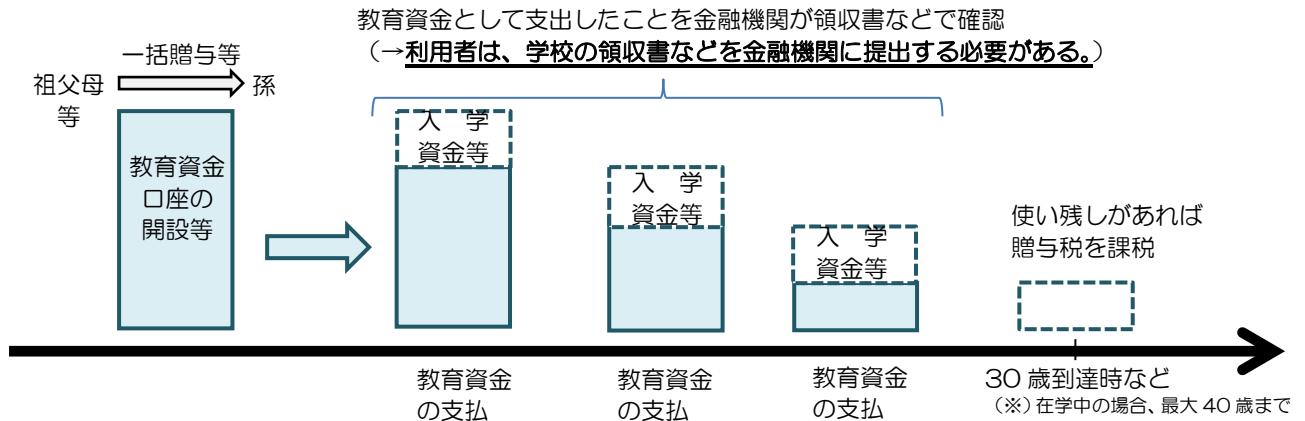 教育資金として支出したことを金融機関が領収書などで確認
（→利用者は、学校の領収書などを金融機関に提出する必要がある。）
一括贈与等
祖父母
等
孫
教育資金
口座の
開設等
入　学
資金等
入　学
資金等
入　学
資金等
使い残しがあれば
贈与税を課税
教育資金
の支払
教育資金
の支払
教育資金
の支払
30歳到達時など
（※）在学中の場合、最大40歳まで